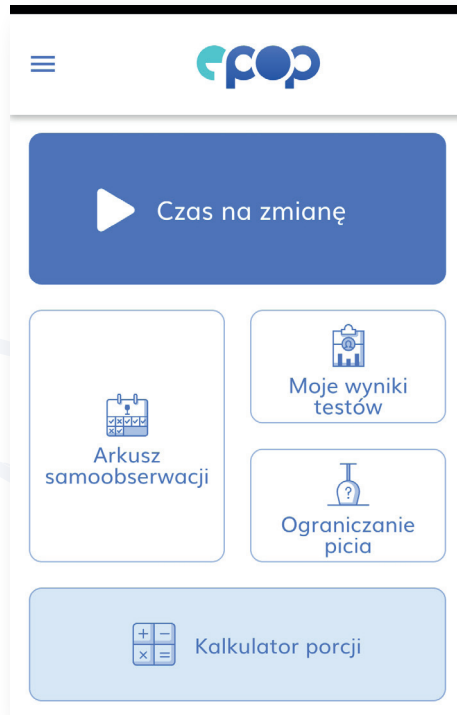 epop
Czas na zmianę
Arkusz
samoobserwacji
Moje wyniki
testów
?
Ograniczanie
picia
+ −
× =
Kalkulator porcji